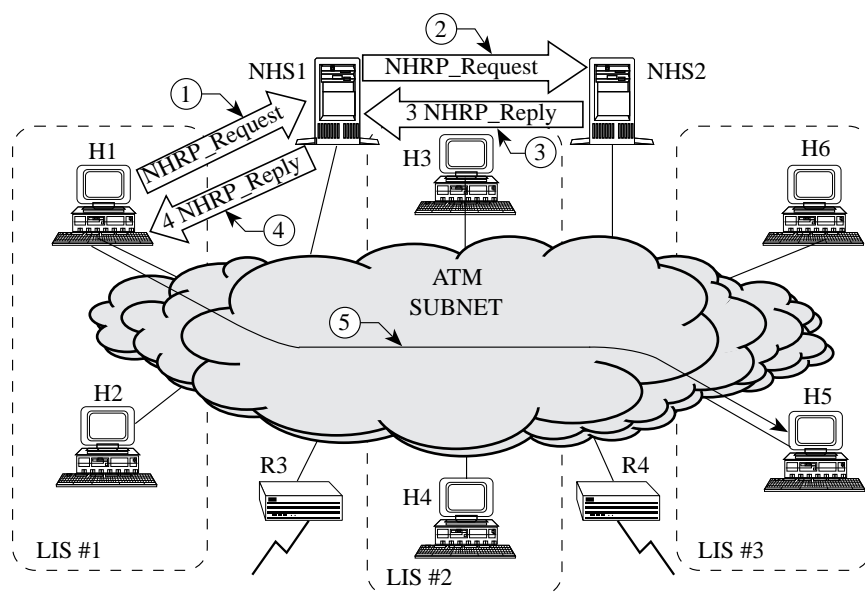 2
NHS1
NHRP_Request
NHS2
1
NHRP_Request
3 NHRP_Reply
3
H1
H3
H6
4 NHRP_Reply
4
ATM
SUBNET
5
H2
H5
R3
R4
H4
LIS #1
LIS #2
LIS #3